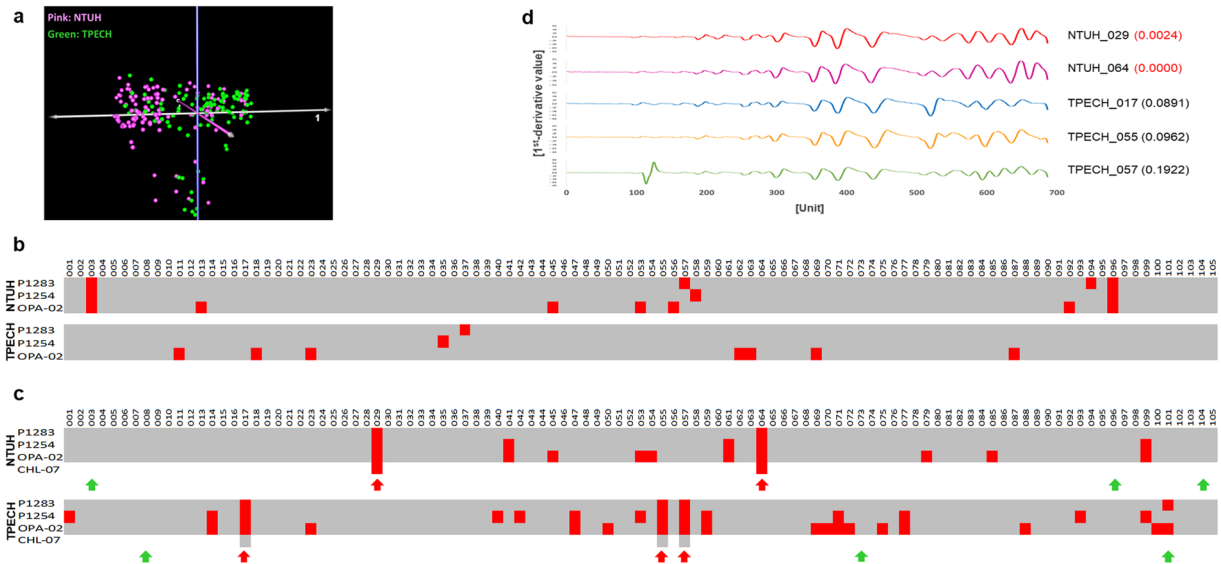 a
Pink: NTUH
Green: TPECH
1
d
[1st-derivative value]
NTUH_029 (0.0024)
NTUH_064 (0.0000)
TPECH_017 (0.0891)
TPECH_055 (0.0962)
TPECH_057 (0.1922)
0 100 200 300 400 500 600 700
[Unit]
b
001 002 003 004 005 006 007 008 009 010 011 012 013 014 015 016 017 018 019 020 021 022 023 024 025 026 027 028 029 030 031 032 033 034 035 036 037 038 039 040 041 042 043 044 045 046 047 048 049 050 051 052 053 054 055 056 057 058 059 060 061 062 063 064 065 066 067 068 069 070 071 072 073 074 075 076 077 078 079 080 081 082 083 084 085 086 087 088 089 090 091 092 093 094 095 096 097 098 099 100 101 102 103 104 105
NTUH
P1283
P1254
OPA-02
TPECH
P1283
P1254
OPA-02
c
001 002 003 004 005 006 007 008 009 010 011 012 013 014 015 016 017 018 019 020 021 022 023 024 025 026 027 028 029 030 031 032 033 034 035 036 037 038 039 040 041 042 043 044 045 046 047 048 049 050 051 052 053 054 055 056 057 058 059 060 061 062 063 064 065 066 067 068 069 070 071 072 073 074 075 076 077 078 079 080 081 082 083 084 085 086 087 088 089 090 091 092 093 094 095 096 097 098 099 100 101 102 103 104 105
NTUH
P1283
P1254
OPA-02
CHL-07
TPECH
P1283
P1254
OPA-02
CHL-07